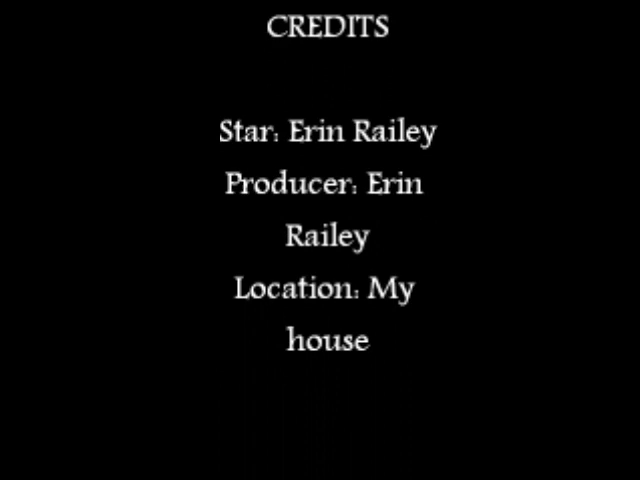 CREDITS
Star: Erin Railey
Producer: Erin
Railey
Location: My
house